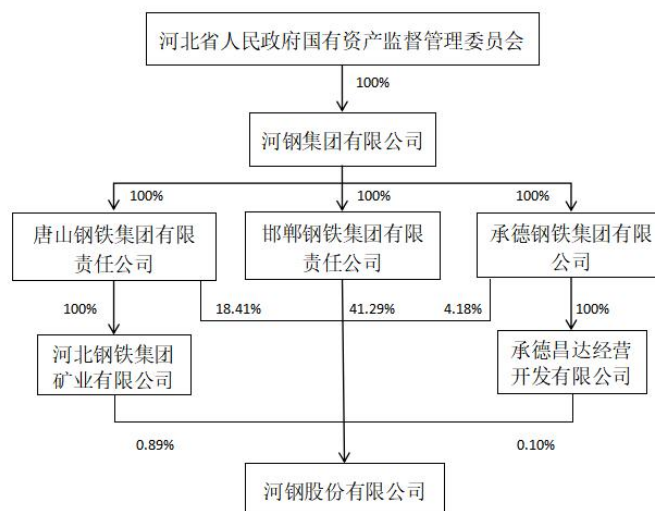 河北省人民政府国有资产监督管理委员会
100%
河钢集团有限公司
100%
100%
100%
唐山钢铁集团有限
责任公司
邯郸钢铁集团有限
责任公司
承德钢铁集团有限
公司
100%
18.41%
41.29%
4.18%
100%
河北钢铁集团
矿业有限公司
承德昌达经营
开发有限公司
0.89%
0.10%
河钢股份有限公司